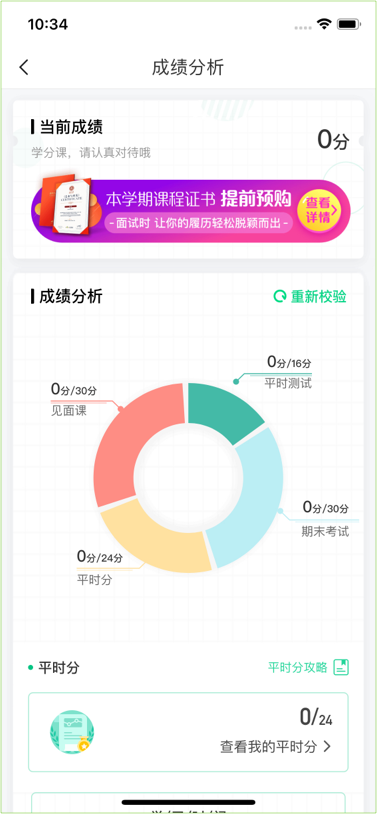 10:34
成绩分析
当前成绩
0分
学分课，请认真对待哦
本学期课程证书 提前预购
- 面试时 让你的履历轻松脱颖而出 -
查看
详情
成绩分析
重新校验
0分/16分
平时测试
0分/30分
见面课
0分/30分
期末考试
0分/24分
平时分
平时分
平时分攻略
0/24
查看我的平时分